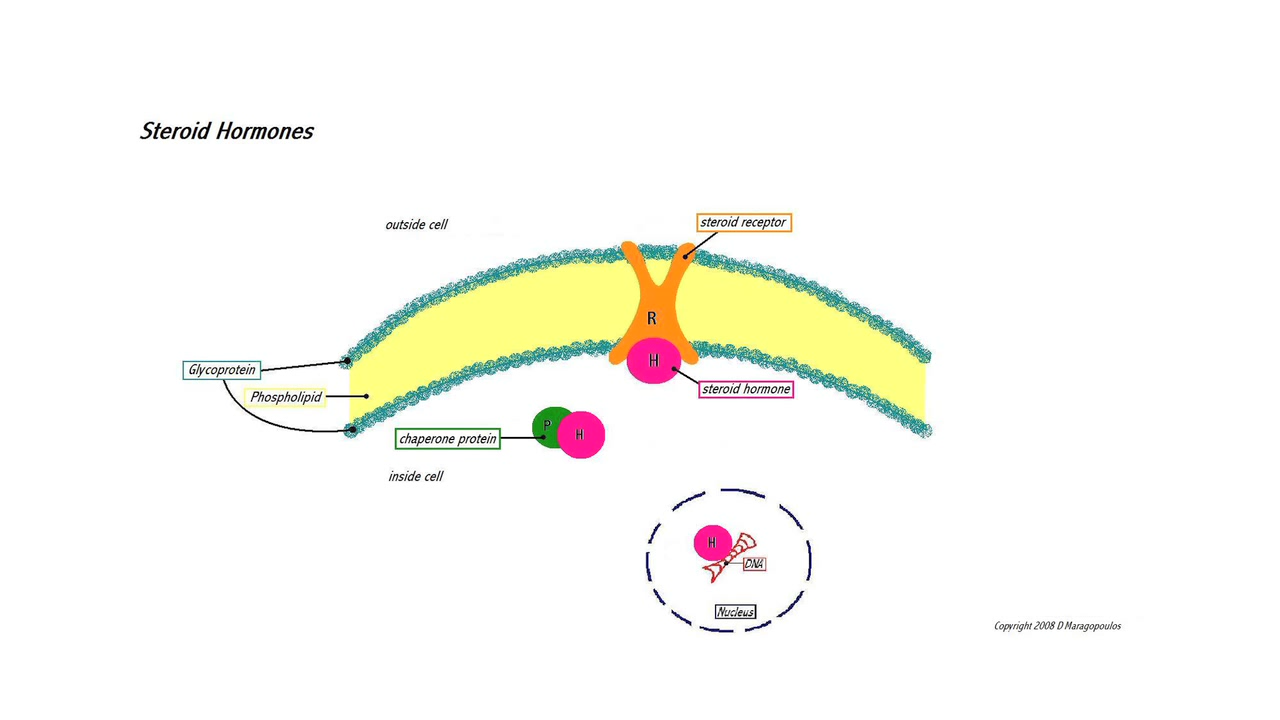 Steroid Hormones
outside cell
steroid receptor
R
H
Glycoprotein
steroid hormone
Phospholipid
P
H
chaperone protein
inside cell
H
DNA
Nucleus
Copyright 2008 D Maragopoulos